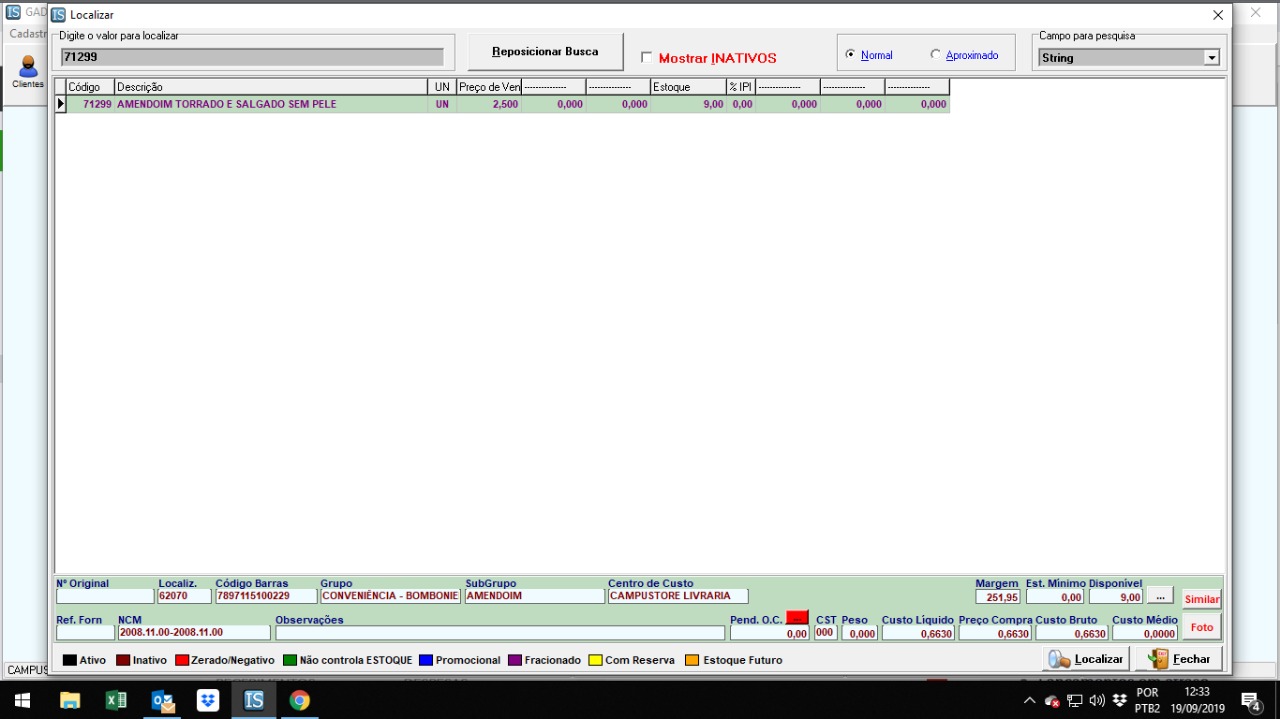 GAD
Cadastr
Clientes
CAMPUS
IS Localizar
Digite o valor para localizar
71299
Reposicionar Busca
Mostrar INATIVOS
Normal
Aproximado
Campo para pesquisa
String
Código Descrição UN Preço de Ven -------------- -------------- Estoque % IPI -------------- -------------- --------------
71299 AMENDOIM TORRADO E SALGADO SEM PELE UN 2,500 0,000 0,000 9,00 0,00 0,000 0,000 0,000
Nº Original Localiz. Código Barras Grupo SubGrupo Centro de Custo Margem Est. Mínimo Disponível
62070 7897115100229 CONVENIÊNCIA - BOMBONIE AMENDOIM CAMPUSTORE LIVRARIA 251,95 0,00 9,00 ... Similar
Ref. Forn NCM Observações Pend. O.C. ... CST Peso Custo Líquido Preço Compra Custo Bruto Custo Médio
2008.11.00-2008.11.00 0,00 000 0,000 0,6630 0,6630 0,6630 0,0000 Foto
Ativo Inativo Zerado/Negativo Não controla ESTOQUE Promocional Fracionado Com Reserva Estoque Futuro
Localizar Fechar
IS
POR
PTB2
12:33
19/09/2019
4